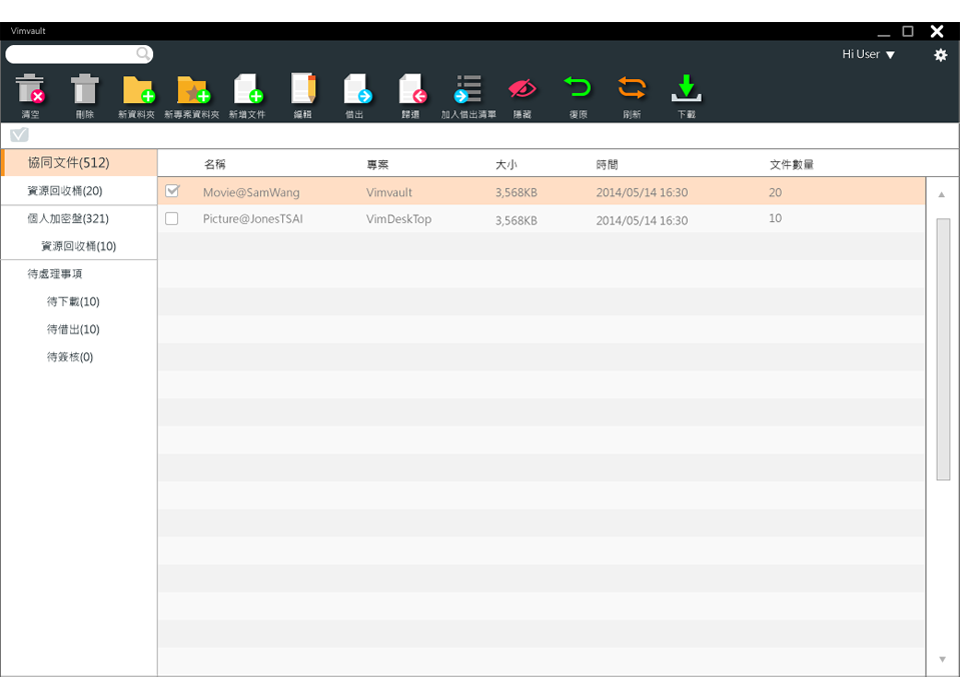 Vimvault
Hi User
清空 刪除 新資料夾 新專案資料夾 新增文件 編輯 借出 歸還 加入借出清單 隱藏 復原 刷新 下載
協同文件(512)
資源回收桶(20)
個人加密盤(321)
資源回收桶(10)
待處理事項
待下載(10)
待借出(10)
待簽核(0)
名稱 專案 大小 時間 文件數量
Movie@SamWang Vimvault 3,568KB 2014/05/14 16:30 20
Picture@JonesTSAI VimDeskTop 3,568KB 2014/05/14 16:30 10